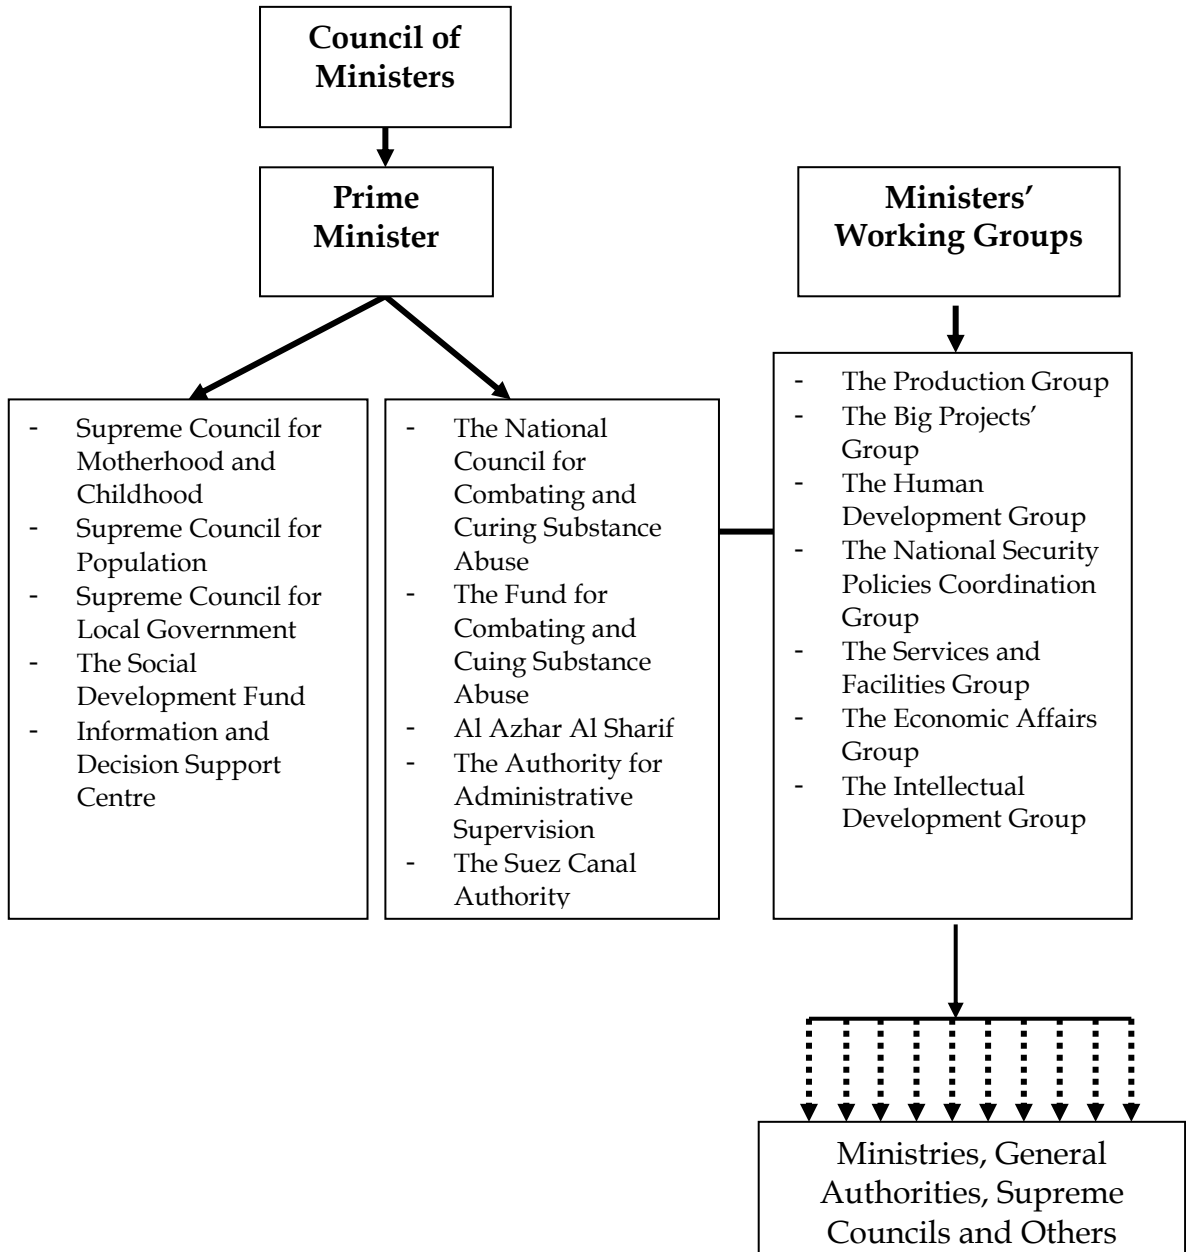 Council of
Ministers
Prime
Minister
Ministers’
Working Groups
- Supreme Council for
Motherhood and
Childhood
- Supreme Council for
Population
- Supreme Council for
Local Government
- The Social
Development Fund
- Information and
Decision Support
Centre
- The National
Council for
Combating and
Curing Substance
Abuse
- The Fund for
Combating and
Cuing Substance
Abuse
- Al Azhar Al Sharif
- The Authority for
Administrative
Supervision
- The Suez Canal
Authority
- The Production Group
- The Big Projects’
Group
- The Human
Development Group
- The National Security
Policies Coordination
Group
- The Services and
Facilities Group
- The Economic Affairs
Group
- The Intellectual
Development Group
Ministries, General
Authorities, Supreme
Councils and Others